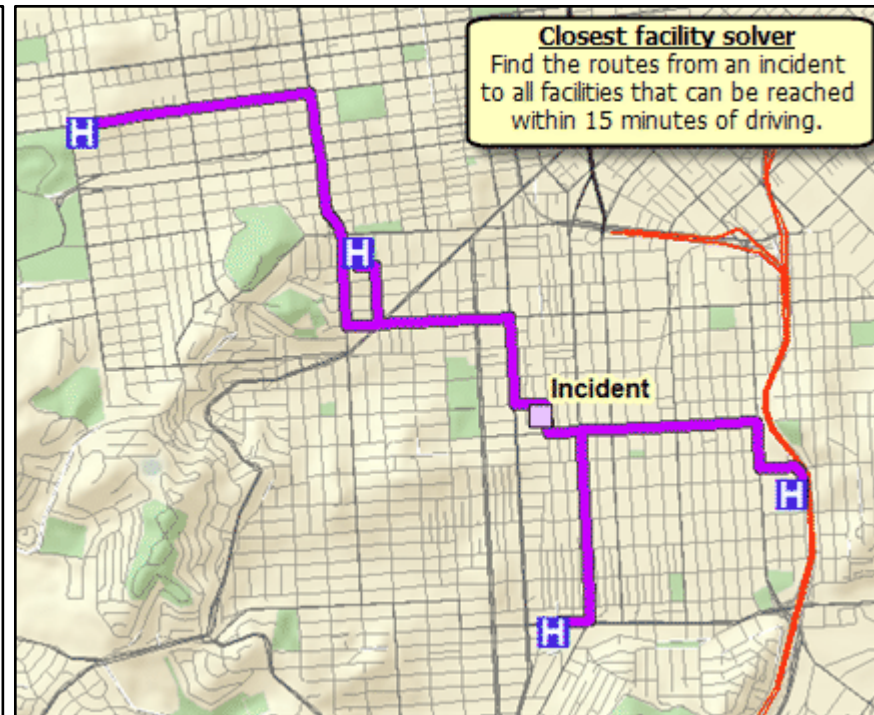 Closest facility solver
Find the routes from an incident
to all facilities that can be reached
within 15 minutes of driving.
H
H
Incident
H
H